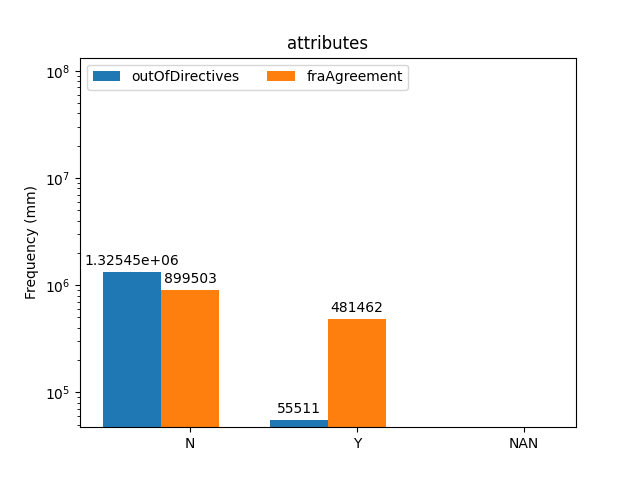 attributes
outOfDirectives
fraAgreement
10⁸
10⁷
10⁶
10⁵
Frequency (mm)
1.32545e+06
899503
481462
55511
N
Y
NAN